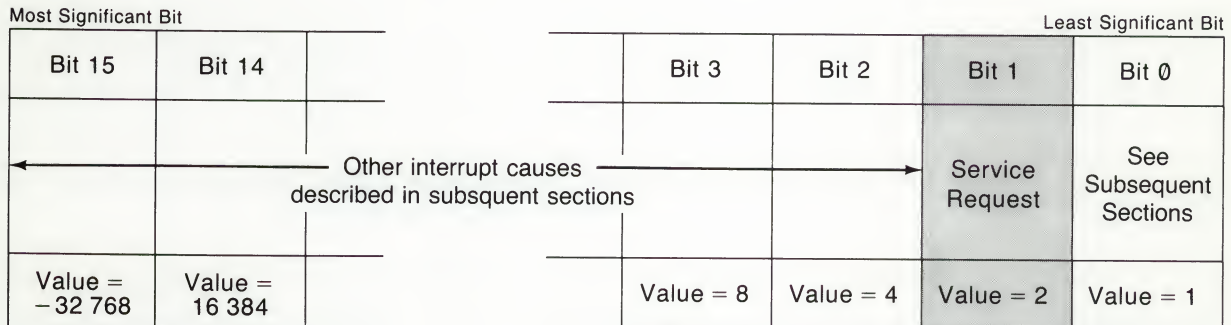 Most Significant Bit
Least Significant Bit
Bit 15
Bit 14
Bit 3
Bit 2
Bit 1
Bit 0
Other interrupt causes
described in subsquent sections
Service
Request
See
Subsequent
Sections
Value =
−32 768
Value =
16 384
Value = 8
Value = 4
Value = 2
Value = 1